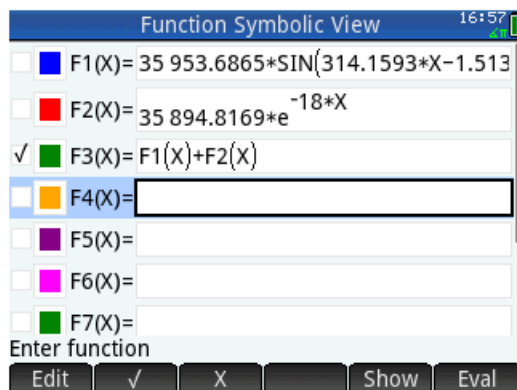 Function Symbolic View 16:57
∡π
F1(X)= 35 953.6865*SIN(314.1593*X−1.513
F2(X)= 35 894.8169*e^-18*X
√ F3(X)= F1(X)+F2(X)
F4(X)=
F5(X)=
F6(X)=
F7(X)=
Enter function
Edit √ X Show Eval